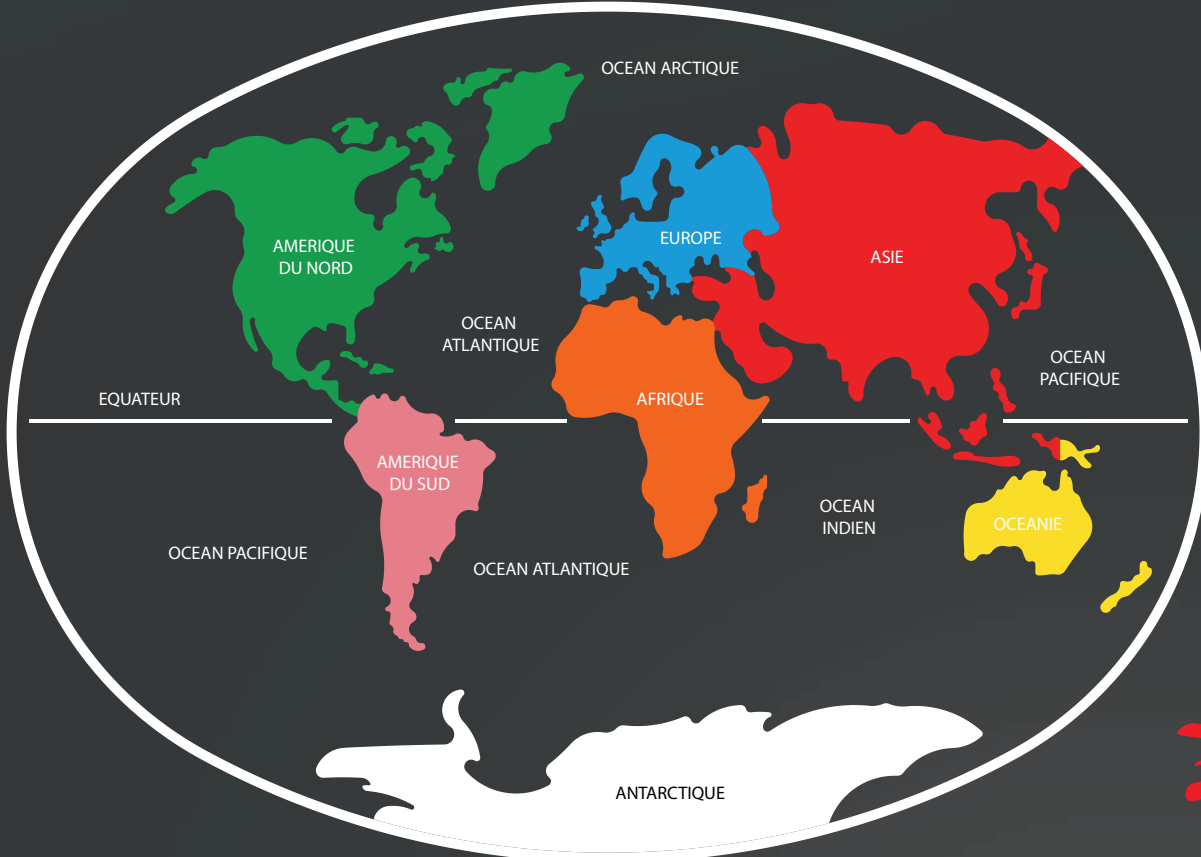 OCEAN ARCTIQUE
AMERIQUE
DU NORD
EUROPE
ASIE
OCEAN
ATLANTIQUE
OCEAN
PACIFIQUE
EQUATEUR
AFRIQUE
AMERIQUE
DU SUD
OCEAN
INDIEN
OCEANIE
OCEAN PACIFIQUE
OCEAN ATLANTIQUE
ANTARCTIQUE